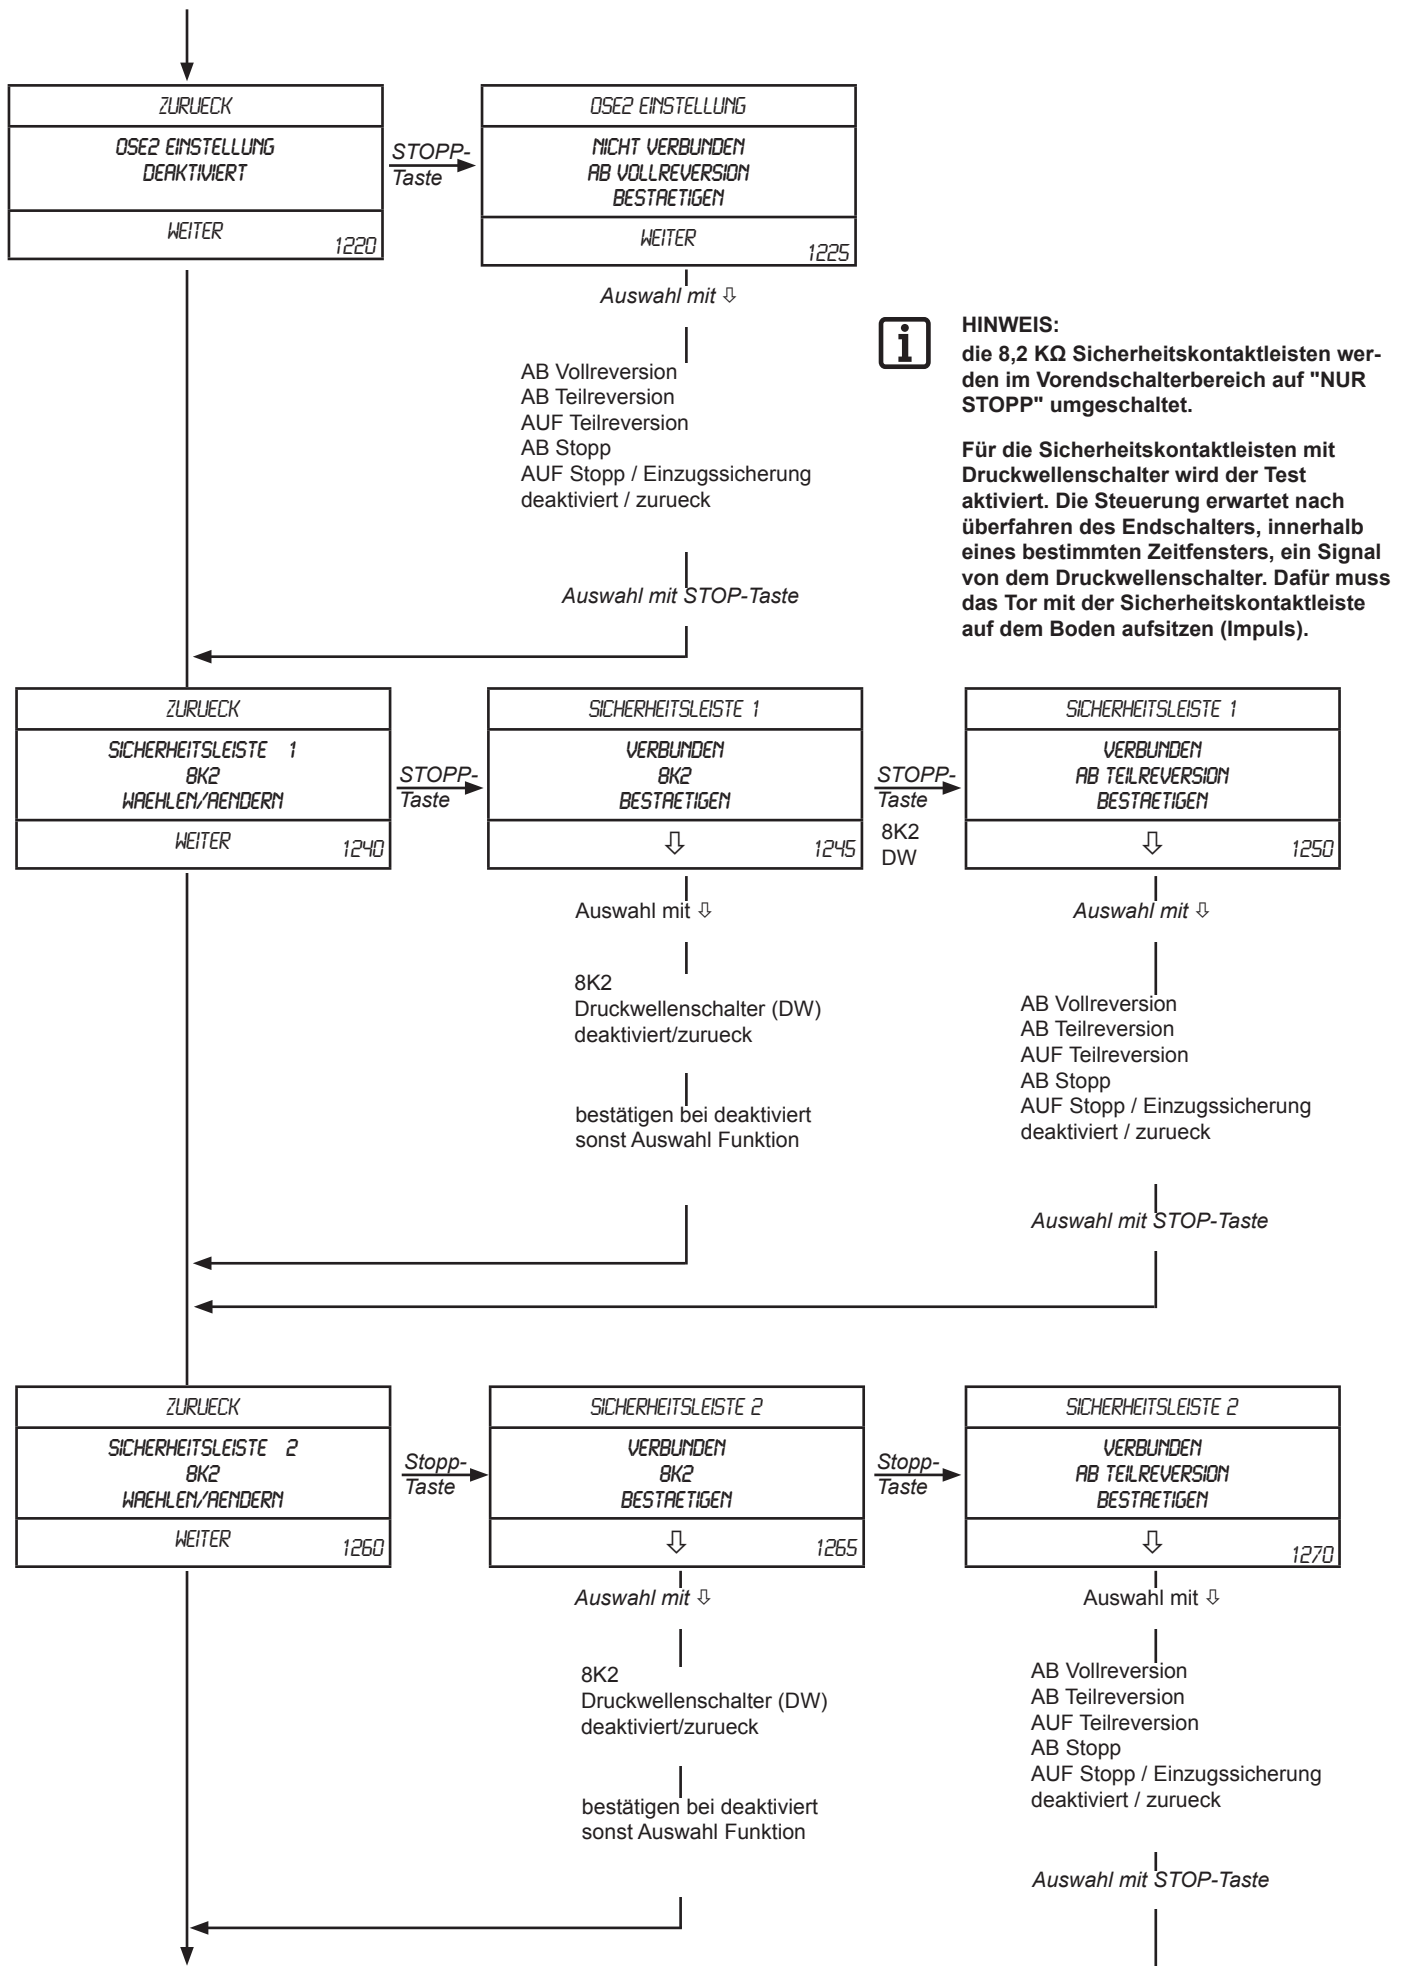 ZURUECK
OSE2 EINSTELLUNG
DEAKTIVIERT
WEITER
1220
STOPP-
Taste
OSE2 EINSTELLUNG
NICHT VERBUNDEN
AB VOLLREVERSION
BESTAETIGEN
WEITER
1225
Auswahl mit ⇩
AB Vollreversion
AB Teilreversion
AUF Teilreversion
AB Stopp
AUF Stopp / Einzugssicherung
deaktiviert / zurueck
Auswahl mit STOP-Taste
HINWEIS:
die 8,2 KΩ Sicherheitskontaktleisten wer-
den im Vorendschalterbereich auf "NUR
STOPP" umgeschaltet.
Für die Sicherheitskontaktleisten mit
Druckwellenschalter wird der Test
aktiviert. Die Steuerung erwartet nach
überfahren des Endschalters, innerhalb
eines bestimmten Zeitfensters, ein Signal
von dem Druckwellenschalter. Dafür muss
das Tor mit der Sicherheitskontaktleiste
auf dem Boden aufsitzen (Impuls).
ZURUECK
SICHERHEITSLEISTE 1
8K2
WAEHLEN/AENDERN
WEITER
1240
STOPP-
Taste
SICHERHEITSLEISTE 1
VERBUNDEN
8K2
BESTAETIGEN
⇩
1245
STOPP-
Taste
8K2
DW
SICHERHEITSLEISTE 1
VERBUNDEN
AB TEILREVERSION
BESTAETIGEN
⇩
1250
Auswahl mit ⇩
8K2
Druckwellenschalter (DW)
deaktiviert/zurueck
bestätigen bei deaktiviert
sonst Auswahl Funktion
Auswahl mit ⇩
AB Vollreversion
AB Teilreversion
AUF Teilreversion
AB Stopp
AUF Stopp / Einzugssicherung
deaktiviert / zurueck
Auswahl mit STOP-Taste
ZURUECK
SICHERHEITSLEISTE 2
8K2
WAEHLEN/AENDERN
WEITER
1260
Stopp-
Taste
SICHERHEITSLEISTE 2
VERBUNDEN
8K2
BESTAETIGEN
⇩
1265
Stopp-
Taste
SICHERHEITSLEISTE 2
VERBUNDEN
AB TEILREVERSION
BESTAETIGEN
⇩
1270
Auswahl mit ⇩
8K2
Druckwellenschalter (DW)
deaktiviert/zurueck
bestätigen bei deaktiviert
sonst Auswahl Funktion
Auswahl mit ⇩
AB Vollreversion
AB Teilreversion
AUF Teilreversion
AB Stopp
AUF Stopp / Einzugssicherung
deaktiviert / zurueck
Auswahl mit STOP-Taste